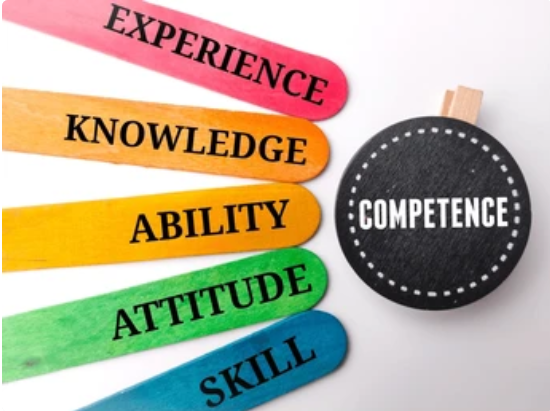 EXPERIENCE
KNOWLEDGE
ABILITY
ATTITUDE
SKILL
COMPETENCE